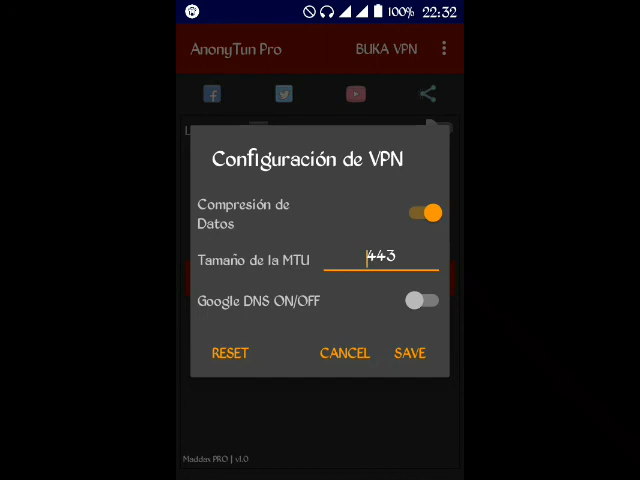 100% 22:32
AnonyTun Pro BUKA VPN
Configuración de VPN
Compresión de
Datos
Tamaño de la MTU 443
Google DNS ON/OFF
RESET CANCEL SAVE
Maddex PRO | v1.0